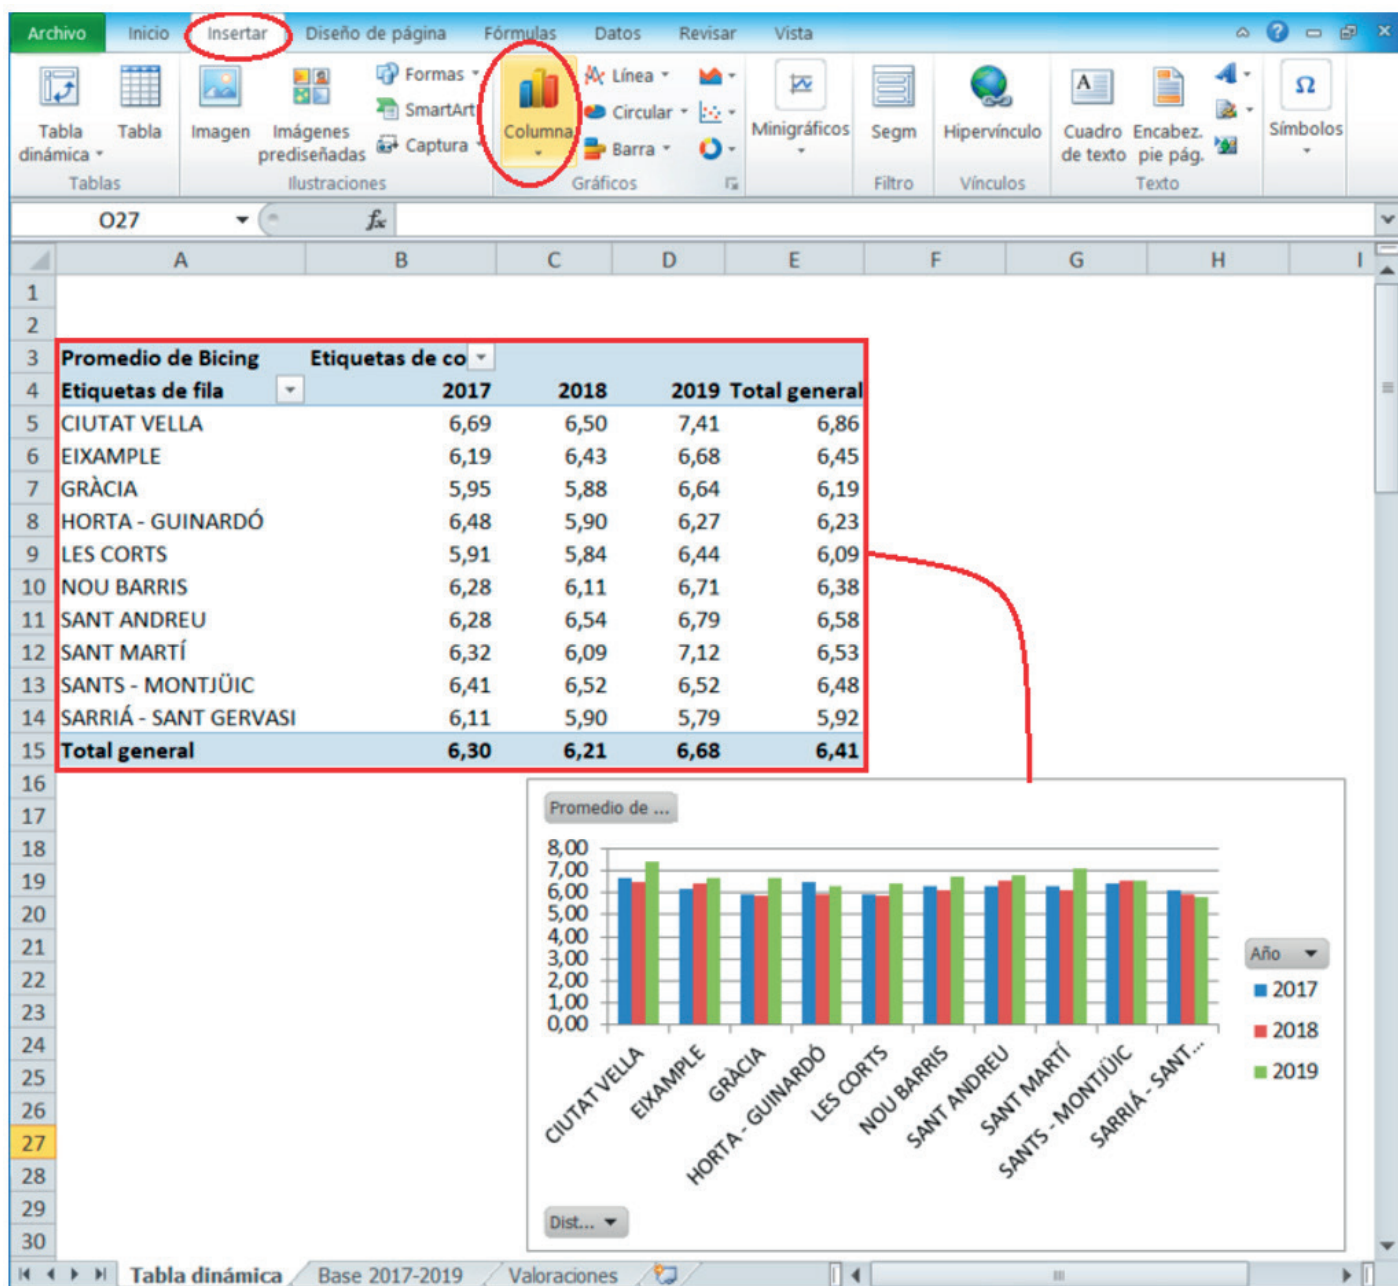 Archivo Inicio Insertar Diseño de página Fórmulas Datos Revisar Vista
Tabla dinámica Tabla Imagen Imágenes prediseñadas Formas SmartArt Captura Columna Línea Circular Barra Minigráficos Segm Hipervínculo Cuadro de texto Encabez. pie pág. Símbolos
Tablas Ilustraciones Gráficos Filtro Vínculos Texto
O27 fx
A B C D E F G H I
1
2
3 Promedio de Bicing Etiquetas de co
4 Etiquetas de fila 2017 2018 2019 Total general
5 CIUTAT VELLA 6,69 6,50 7,41 6,86
6 EIXAMPLE 6,19 6,43 6,68 6,45
7 GRÀCIA 5,95 5,88 6,64 6,19
8 HORTA - GUINARDÓ 6,48 5,90 6,27 6,23
9 LES CORTS 5,91 5,84 6,44 6,09
10 NOU BARRIS 6,28 6,11 6,71 6,38
11 SANT ANDREU 6,28 6,54 6,79 6,58
12 SANT MARTÍ 6,32 6,09 7,12 6,53
13 SANTS - MONTJÜIC 6,41 6,52 6,52 6,48
14 SARRIÁ - SANT GERVASI 6,11 5,90 5,79 5,92
15 Total general 6,30 6,21 6,68 6,41
16
17
18
19
20
21
22
23
24
25
26
27
28
29
30
Promedio de ...
8,00
7,00
6,00
5,00
4,00
3,00
2,00
1,00
0,00
CIUTAT VELLA
EIXAMPLE
GRÀCIA
HORTA - GUINARDÓ
LES CORTS
NOU BARRIS
SANT ANDREU
SANT MARTÍ
SANTS - MONTJÜIC
SARRIÁ - SANT...
Año
2017
2018
2019
Dist...
Tabla dinámica Base 2017-2019 Valoraciones